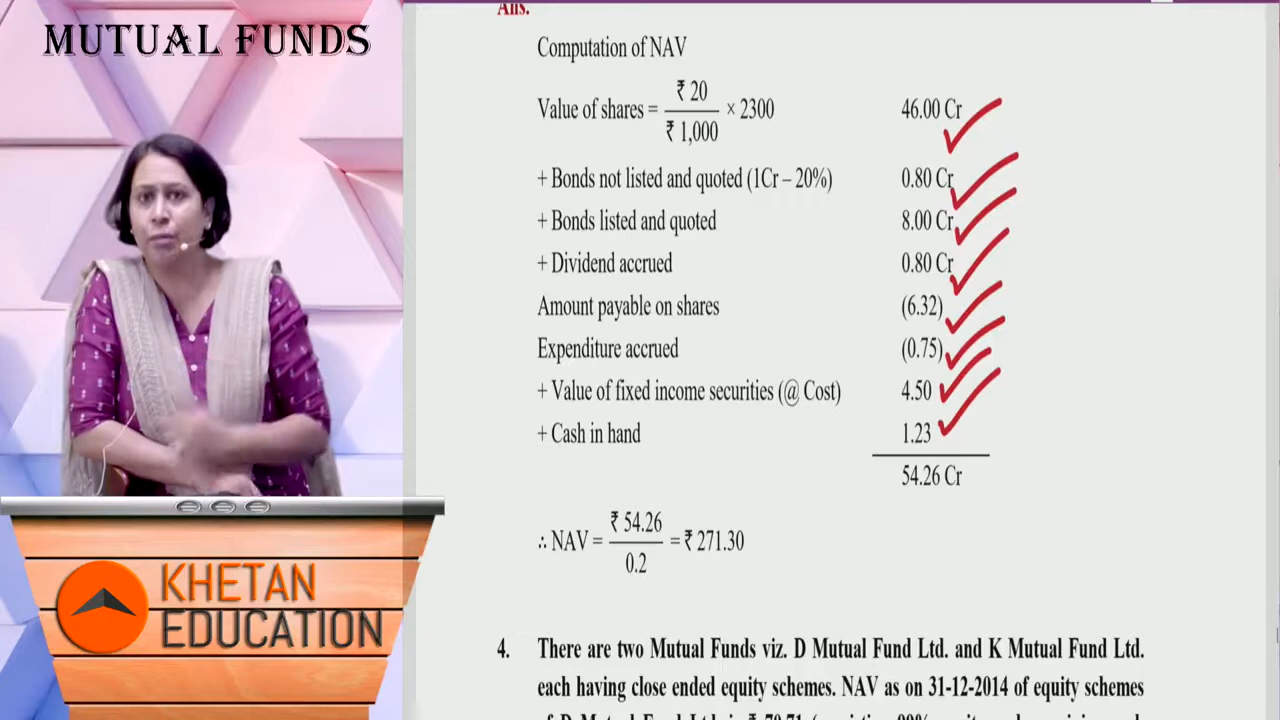 MUTUAL FUNDS
Ans.
Computation of NAV
Value of shares = ₹ 20 / ₹ 1,000 × 2300 46.00 Cr
+ Bonds not listed and quoted (1Cr – 20%) 0.80 Cr
+ Bonds listed and quoted 8.00 Cr
+ Dividend accrued 0.80 Cr
Amount payable on shares (6.32)
Expenditure accrued (0.75)
+ Value of fixed income securities (@ Cost) 4.50
+ Cash in hand 1.23
54.26 Cr
∴ NAV = ₹ 54.26 / 0.2 = ₹ 271.30
4. There are two Mutual Funds viz. D Mutual Fund Ltd. and K Mutual Fund Ltd.
each having close ended equity schemes. NAV as on 31-12-2014 of equity schemes
KHETAN
EDUCATION